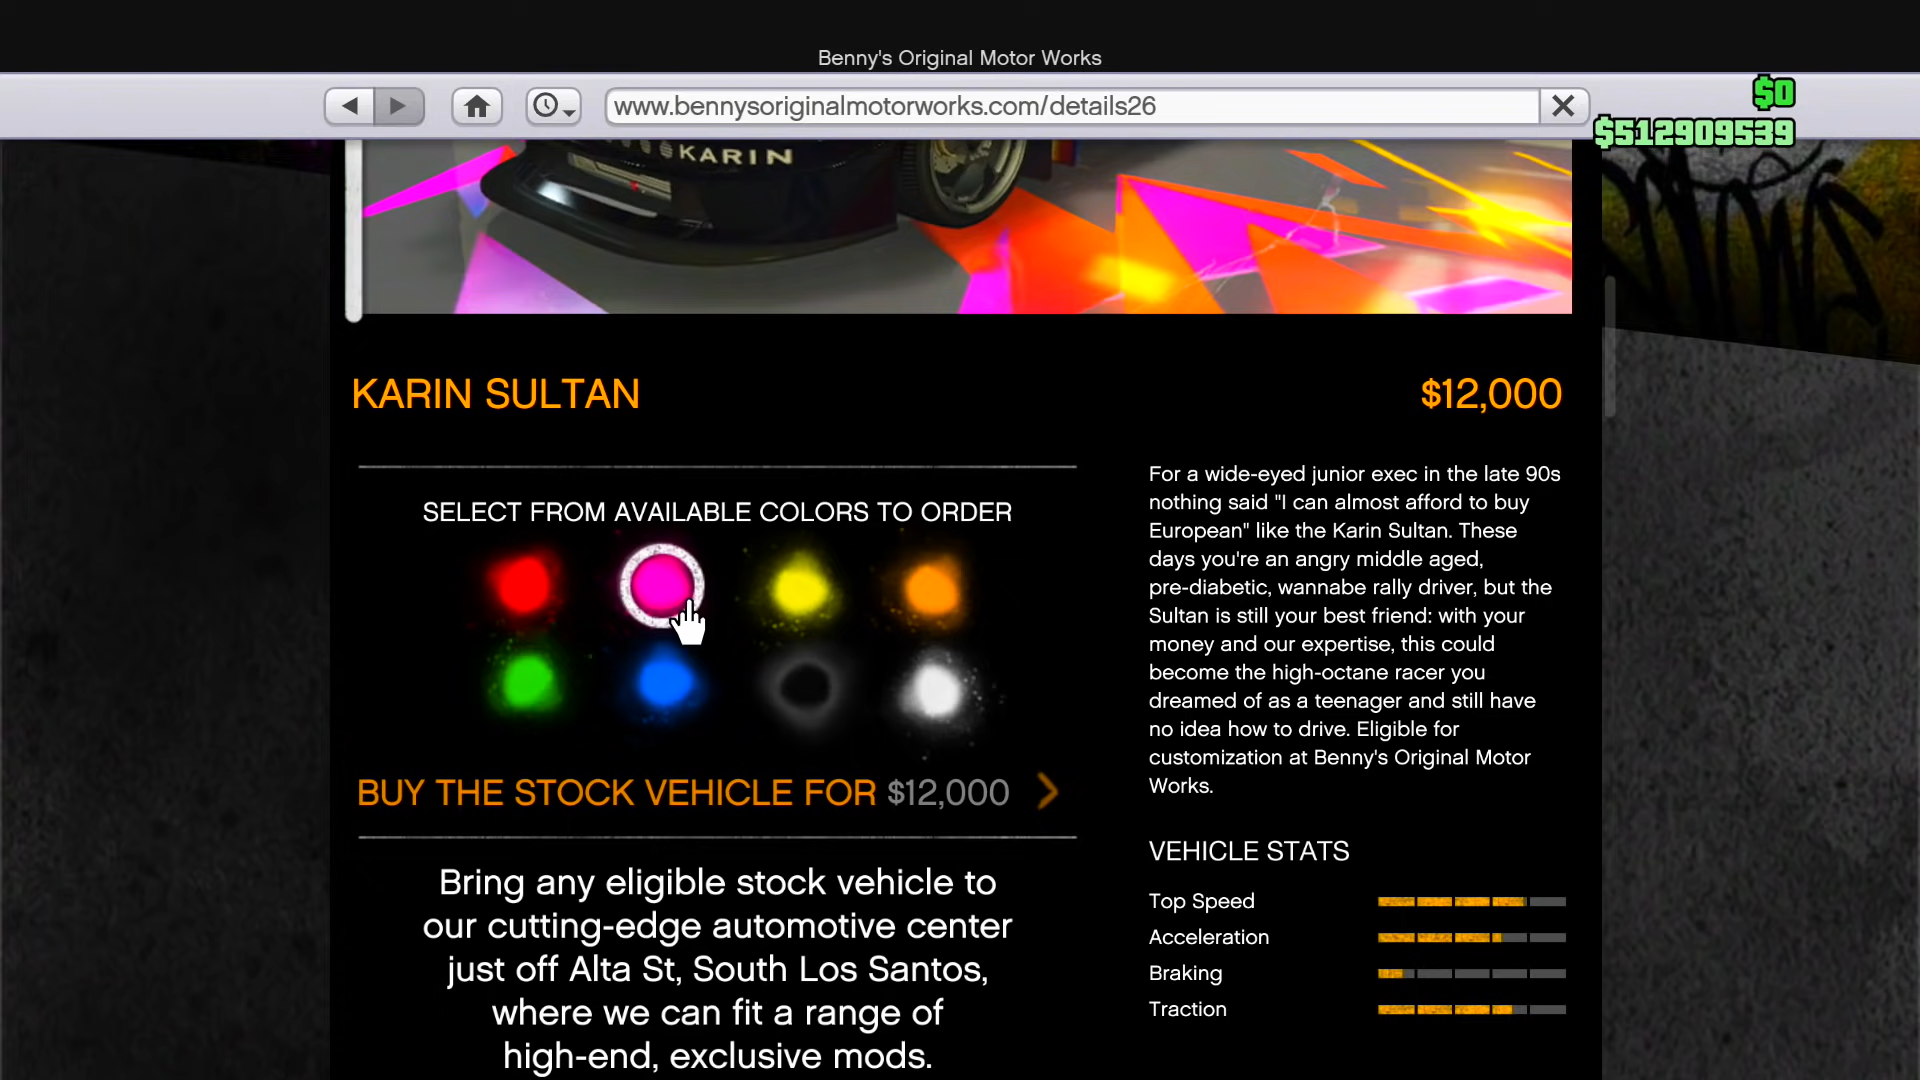 Benny's Original Motor Works
www.bennysoriginalmotorworks.com/details26
$0
$512909539
KARIN
KARIN SULTAN
$12,000
SELECT FROM AVAILABLE COLORS TO ORDER
BUY THE STOCK VEHICLE FOR $12,000
Bring any eligible stock vehicle to
our cutting-edge automotive center
just off Alta St, South Los Santos,
where we can fit a range of
high-end, exclusive mods.
For a wide-eyed junior exec in the late 90s
nothing said "I can almost afford to buy
European" like the Karin Sultan. These
days you're an angry middle aged,
pre-diabetic, wannabe rally driver, but the
Sultan is still your best friend: with your
money and our expertise, this could
become the high-octane racer you
dreamed of as a teenager and still have
no idea how to drive. Eligible for
customization at Benny's Original Motor
Works.
VEHICLE STATS
Top Speed
Acceleration
Braking
Traction